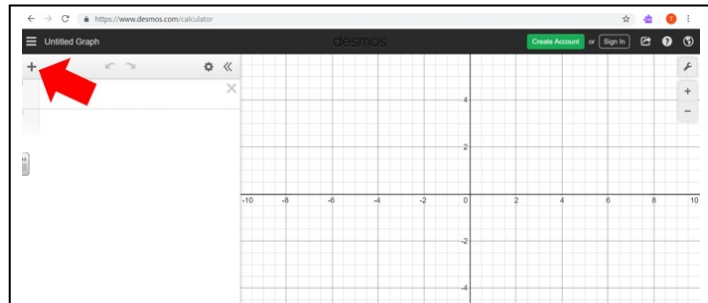 https://www.desmos.com/calculator
Untitled Graph
desmos
Create Account or Sign In
4
2
-10 -8 -6 -4 -2 0 2 4 6 8 10
-2
-4